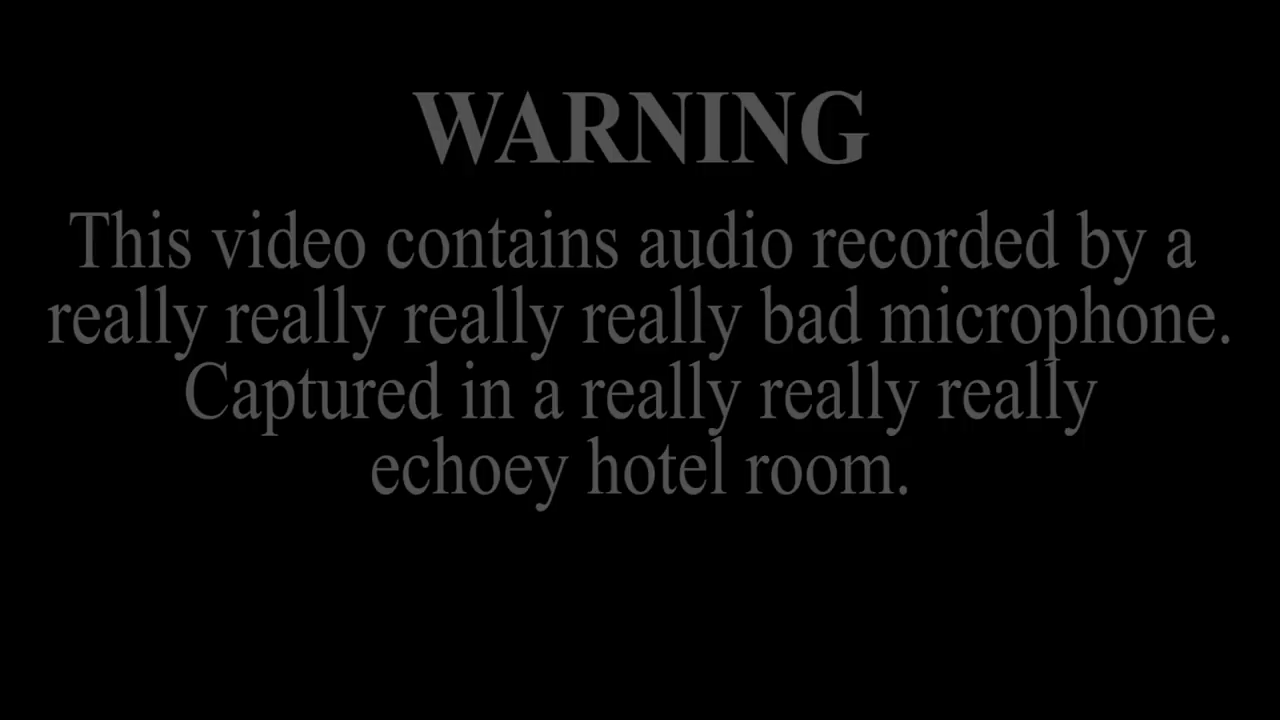 WARNING
This video contains audio recorded by a
really really really really bad microphone.
Captured in a really really really
echoey hotel room.